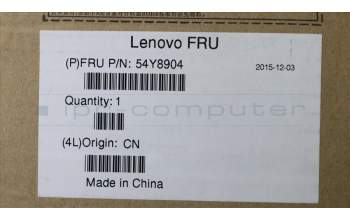 Lenovo FRU
(P)FRU P/N: 54Y8904
2015-12-03
Quantity: 1
ipc-computer
(4L)Origin: CN
Made in China